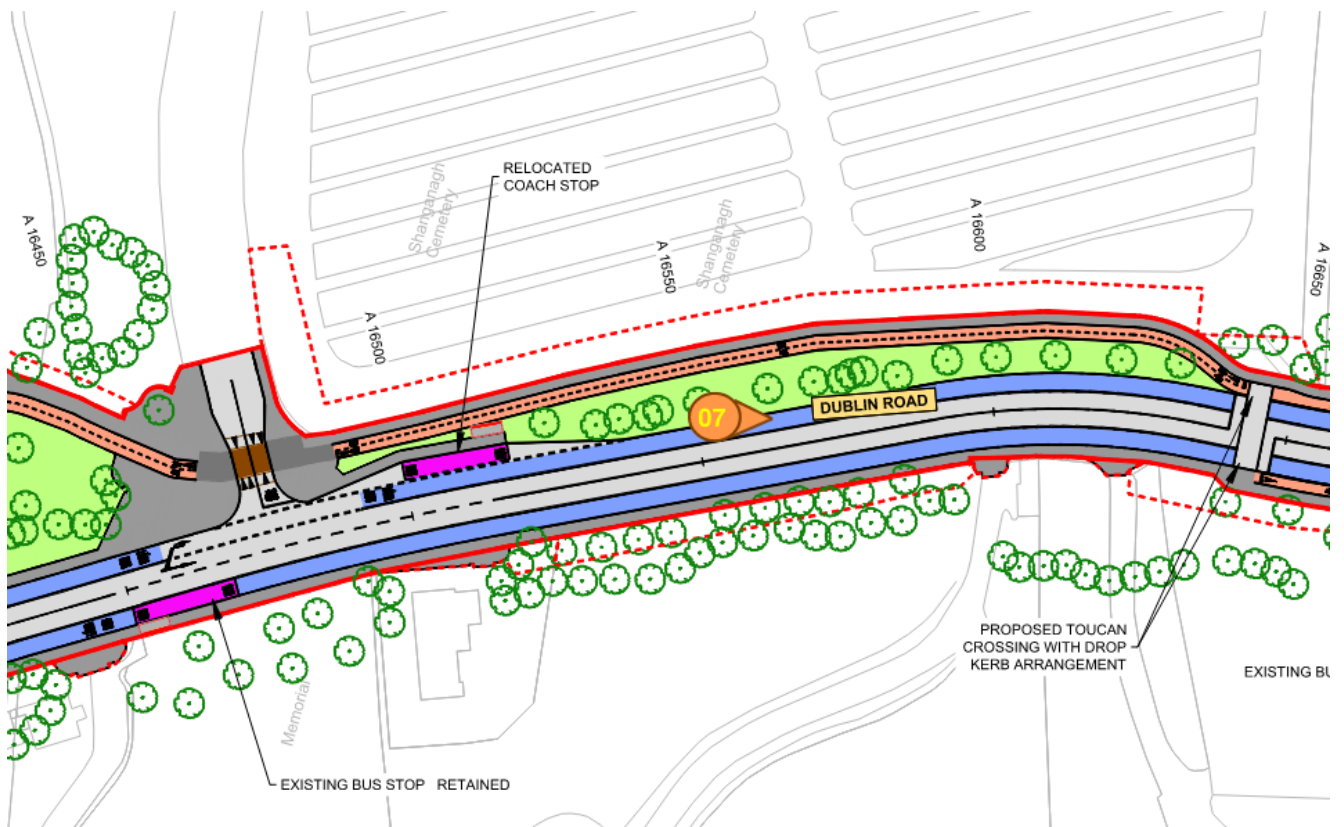 RELOCATED
COACH STOP
Shanganagh
Cemetery
Shanganagh
Cemetery
A 16450
A 16500
A 16550
A 16600
A 16650
07
DUBLIN ROAD
PROPOSED TOUCAN
CROSSING WITH DROP
KERB ARRANGEMENT
EXISTING BU
Memorial
EXISTING BUS STOP RETAINED